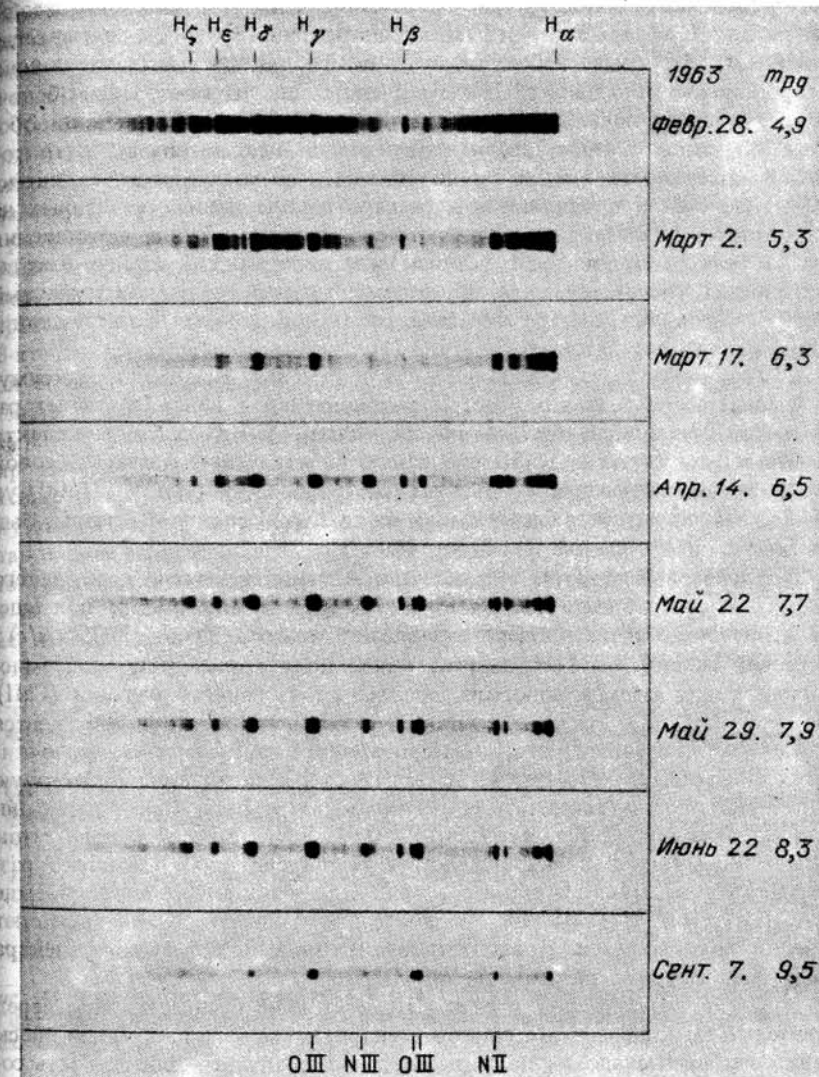 Hζ Hε Hδ Hγ Hβ Hα
1963 mpg
Февр. 28. 4,9
Март 2. 5,3
Март 17. 6,3
Апр. 14. 6,5
Май 22 7,7
Май 29. 7,9
Июнь 22 8,3
Сент. 7. 9,5
OIII NIII OIII NII